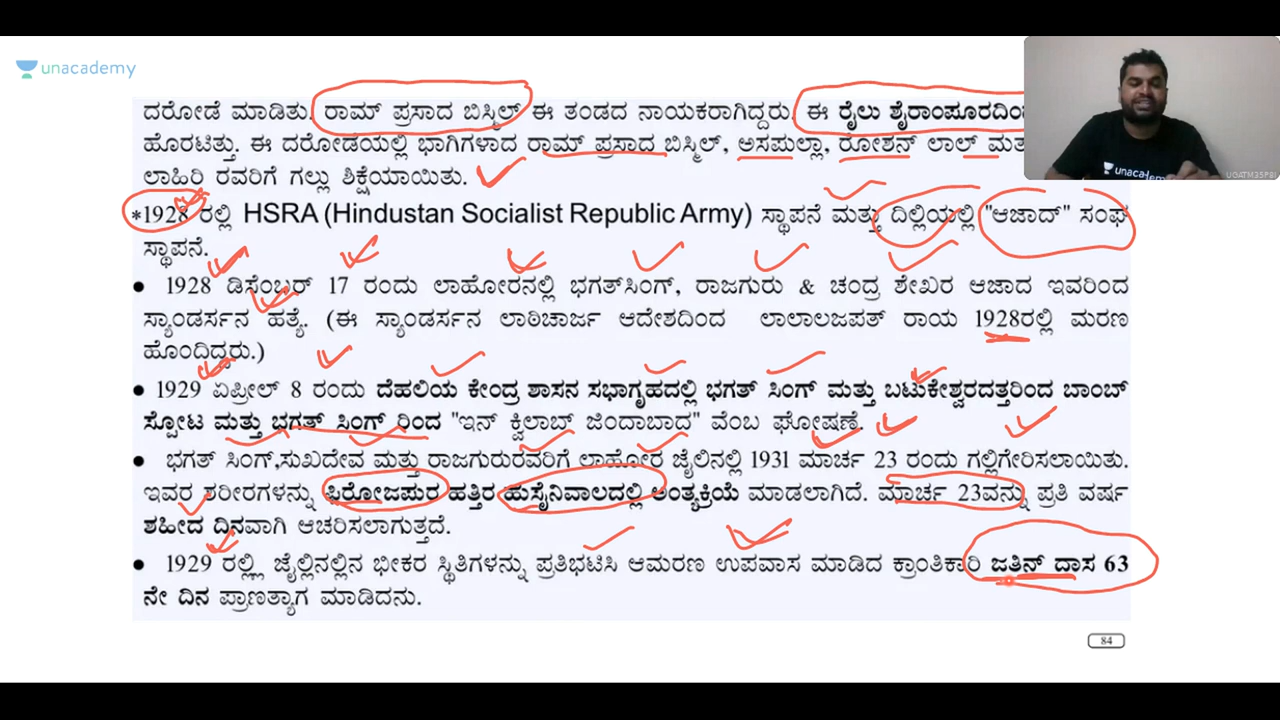 unacademy
ದರೋಡೆ ಮಾಡಿತು. ರಾಮ್ ಪ್ರಸಾದ ಬಿಸ್ಮಿಲ್ ಈ ತಂಡದ ನಾಯಕರಾಗಿದ್ದರು. ಈ ರೈಲು ಶೈರಾಂಪೂರದಿಂದ
ಹೊರಟಿತ್ತು. ಈ ದರೋಡೆಯಲ್ಲಿ ಭಾಗಿಗಳಾದ ರಾಮ್ ಪ್ರಸಾದ ಬಿಸ್ಮಿಲ್, ಅಸಫುಲ್ಲಾ, ರೋಶನ್ ಲಾಲ್
ಲಾಹಿರಿ ರವರಿಗೆ ಗಲ್ಲು ಶಿಕ್ಷೆಯಾಯಿತು.
*1928 ರಲ್ಲಿ HSRA (Hindustan Socialist Republic Army) ಸ್ಥಾಪನೆ ಮತ್ತು ದಿಲ್ಲಿಯಲ್ಲಿ "ಆಜಾದ್" ಸಂಘ
ಸ್ಥಾಪನೆ.
• 1928 ಡಿಸೆಂಬರ್ 17 ರಂದು ಲಾಹೋರನಲ್ಲಿ ಭಗತ್‌ಸಿಂಗ್, ರಾಜಗುರು & ಚಂದ್ರ ಶೇಖರ ಆಜಾದ ಇವರಿಂದ
ಸ್ಯಾಂಡರ್ಸನ ಹತ್ಯೆ. (ಈ ಸ್ಯಾಂಡರ್ಸನ ಲಾಠಿಚಾರ್ಜ ಆದೇಶದಿಂದ ಲಾಲಾಲಜಪತ್ ರಾಯ 1928ರಲ್ಲಿ ಮರಣ
ಹೊಂದಿದ್ದರು.)
• 1929 ಏಪ್ರೀಲ್ 8 ರಂದು ದೆಹಲಿಯ ಕೇಂದ್ರ ಶಾಸನ ಸಭಾಗೃಹದಲ್ಲಿ ಭಗತ್ ಸಿಂಗ್ ಮತ್ತು ಬಟುಕೇಶ್ವರದತ್ತರಿಂದ ಬಾಂಬ್
ಸ್ಪೋಟ ಮತ್ತು ಭಗತ್ ಸಿಂಗ್ ರಿಂದ "ಇನ್ ಕ್ವಿಲಾಬ್ ಜಿಂದಾಬಾದ" ವೆಂಬ ಘೋಷಣೆ.
• ಭಗತ್ ಸಿಂಗ್,ಸುಖದೇವ ಮತ್ತು ರಾಜಗುರುರವರಿಗೆ ಲಾಹೋರ ಜೈಲಿನಲ್ಲಿ 1931 ಮಾರ್ಚ 23 ರಂದು ಗಲ್ಲಿಗೇರಿಸಲಾಯಿತು.
ಇವರ ಶರೀರಗಳನ್ನು ಫಿರೋಜಪುರ ಹತ್ತಿರ ಹುಸೈನಿವಾಲದಲ್ಲಿ ಅಂತ್ಯಕ್ರಿಯೆ ಮಾಡಲಾಗಿದೆ. ಮಾರ್ಚ 23ವನ್ನು ಪ್ರತಿ ವರ್ಷ
ಶಹೀದ ದಿನವಾಗಿ ಆಚರಿಸಲಾಗುತ್ತದೆ.
• 1929 ರಲ್ಲಿ ಜೈಲ್ಲಿನಲ್ಲಿನ ಭೀಕರ ಸ್ಥಿತಿಗಳನ್ನು ಪ್ರತಿಭಟಿಸಿ ಆಮರಣ ಉಪವಾಸ ಮಾಡಿದ ಕ್ರಾಂತಿಕಾರಿ ಜತಿನ್ ದಾಸ 63
ನೇ ದಿನ ಪ್ರಾಣತ್ಯಾಗ ಮಾಡಿದನು.
84